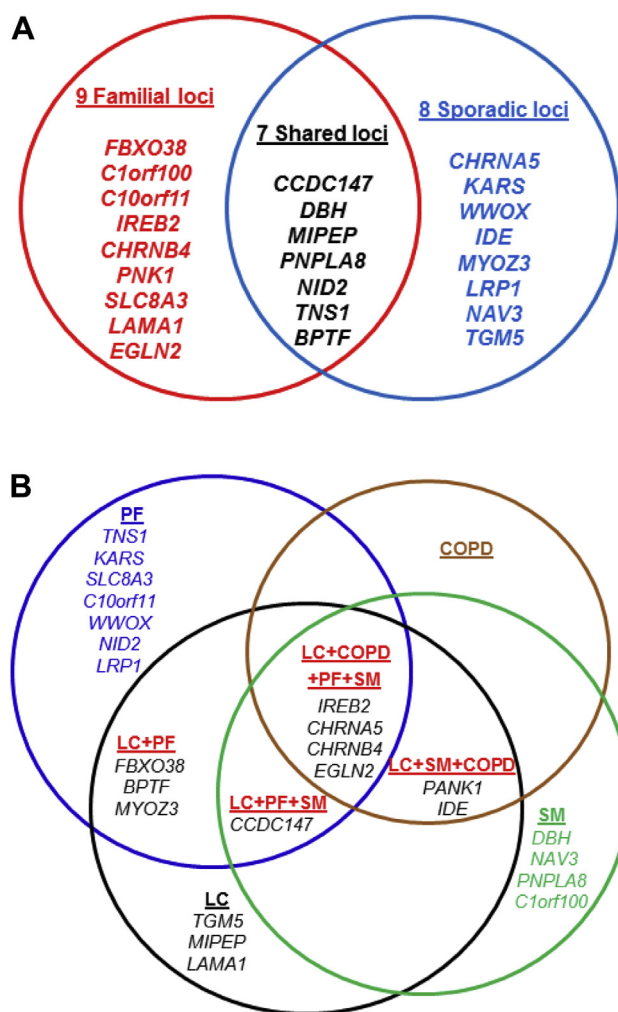 A
9 Familial loci
FBXO38
C1orf100
C10orf11
IREB2
CHRNB4
PNK1
SLC8A3
LAMA1
EGLN2
7 Shared loci
CCDC147
DBH
MIPEP
PNPLA8
NID2
TNS1
BPTF
8 Sporadic loci
CHRNA5
KARS
WWOX
IDE
MYOZ3
LRP1
NAV3
TGM5
B
PF
TNS1
KARS
SLC8A3
C10orf11
WWOX
NID2
LRP1
COPD
LC+COPD
+PF+SM
IREB2
CHRNA5
CHRNB4
EGLN2
LC+PF
FBXO38
BPTF
MYOZ3
LC+PF+SM
CCDC147
LC+SM+COPD
PANK1
IDE
SM
DBH
NAV3
PNPLA8
C1orf100
LC
TGM5
MIPEP
LAMA1